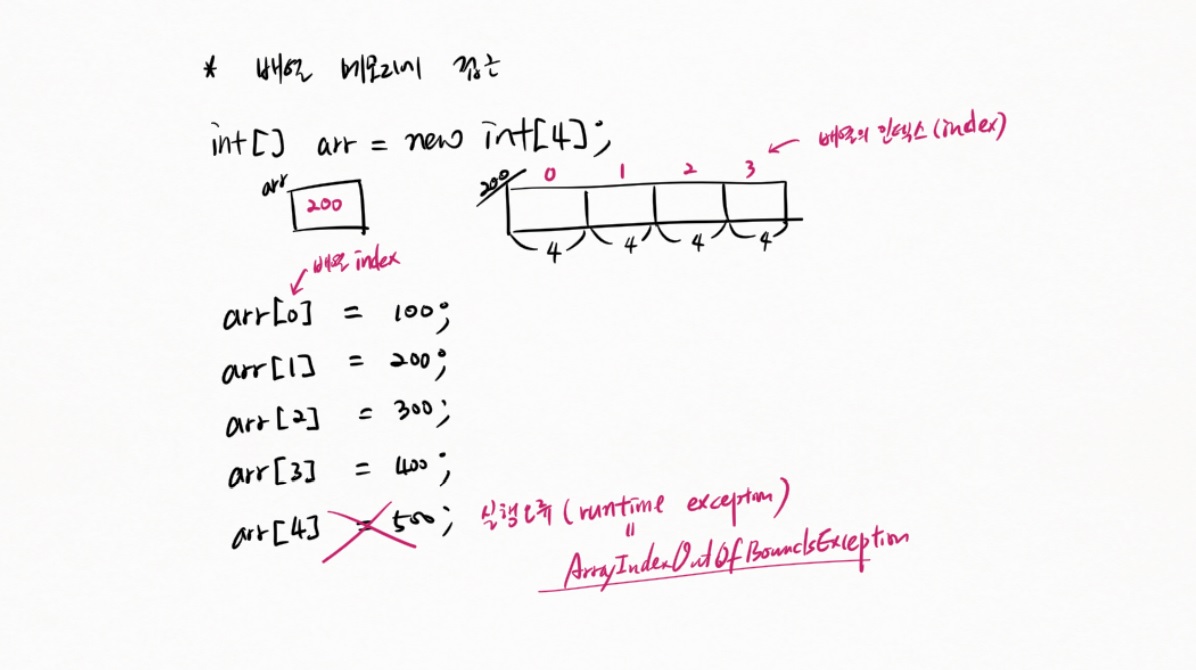 * 배열 메모리에 접근
int[] arr = new int[4];
배열의 인덱스 (index)
arr
200
200
0 1 2 3
4 4 4 4
배열 index
arr[0] = 100;
arr[1] = 200;
arr[2] = 300;
arr[3] = 400;
arr[4] = 500; 실행오류 (runtime exception)
=
ArrayIndexOutOfBoundsException